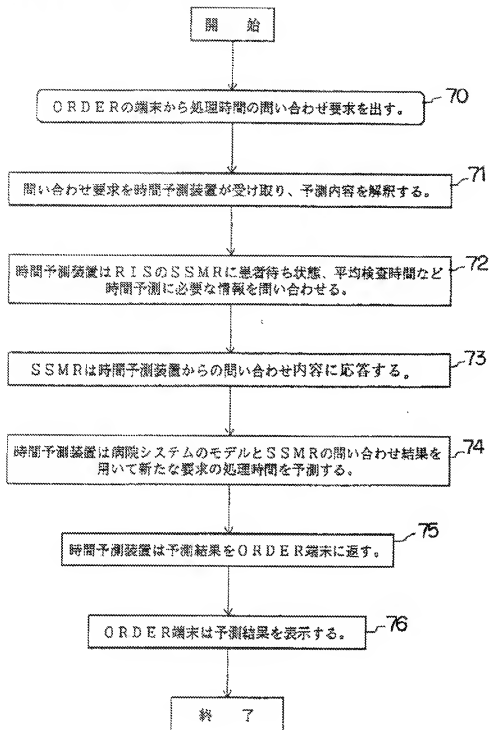 開 始
ORDERの端末から処理時間の問い合わせ要求を出す。
70
問い合わせ要求を時間予測装置が受け取り、予測内容を解釈する。
71
時間予測装置はRISのSSMRに患者待ち状態、平均検査時間など
時間予測に必要な情報を問い合わせる。
72
SSMRは時間予測装置からの問い合わせ内容に応答する。
73
時間予測装置は病院システムのモデルとSSMRの問い合わせ結果を
用いて新たな要求の処理時間を予測する。
74
時間予測装置は予測結果をORDER端末に返す。
75
ORDER端末は予測結果を表示する。
76
終 了